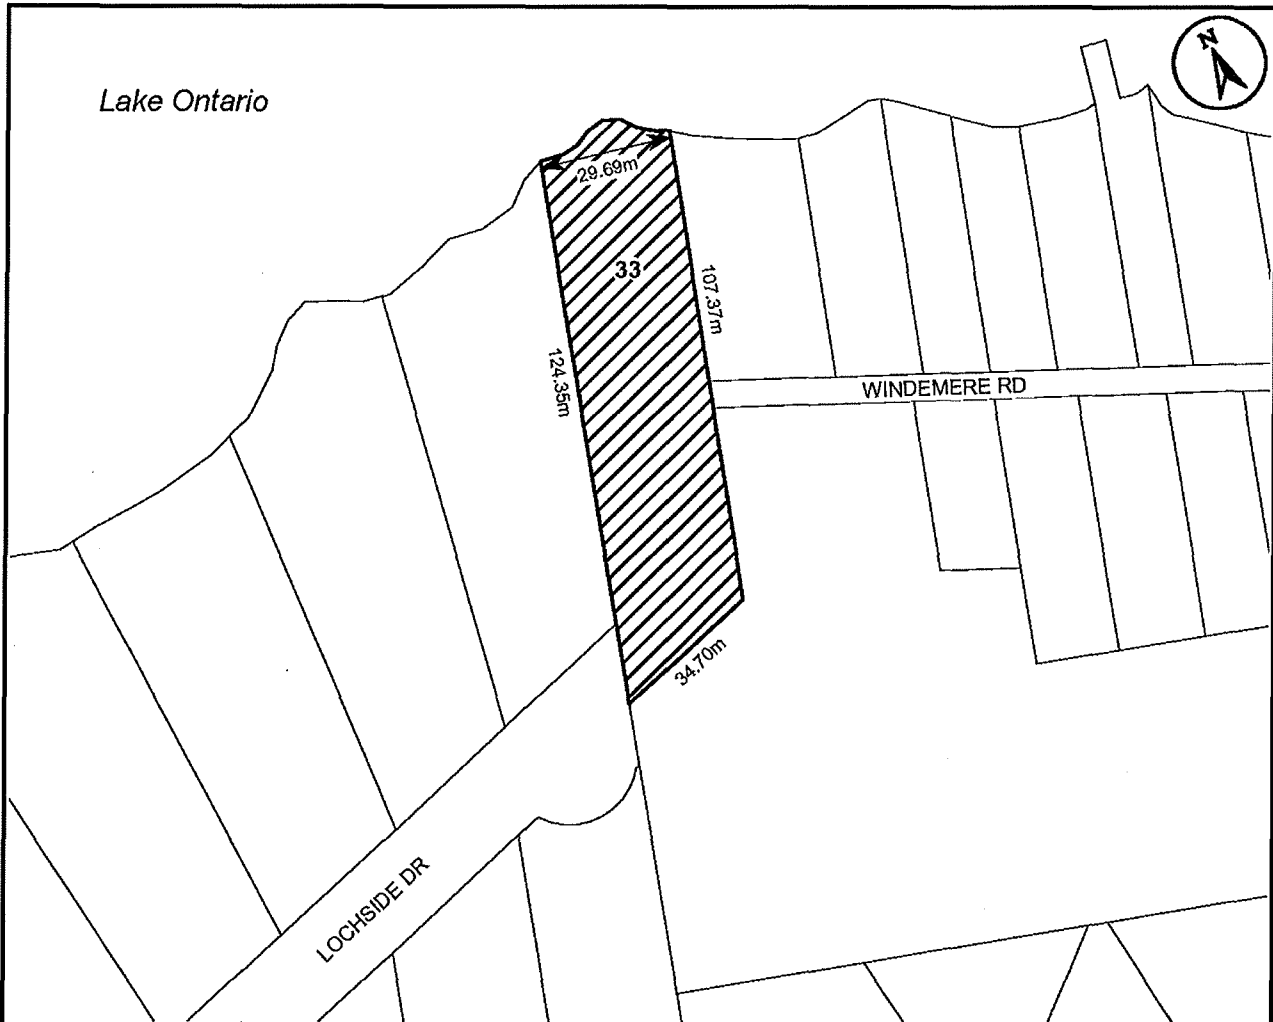 N
Lake Ontario
29.69m
33
107.37m
124.35m
WINDEMERE RD
34.70m
LOCHSIDE DR